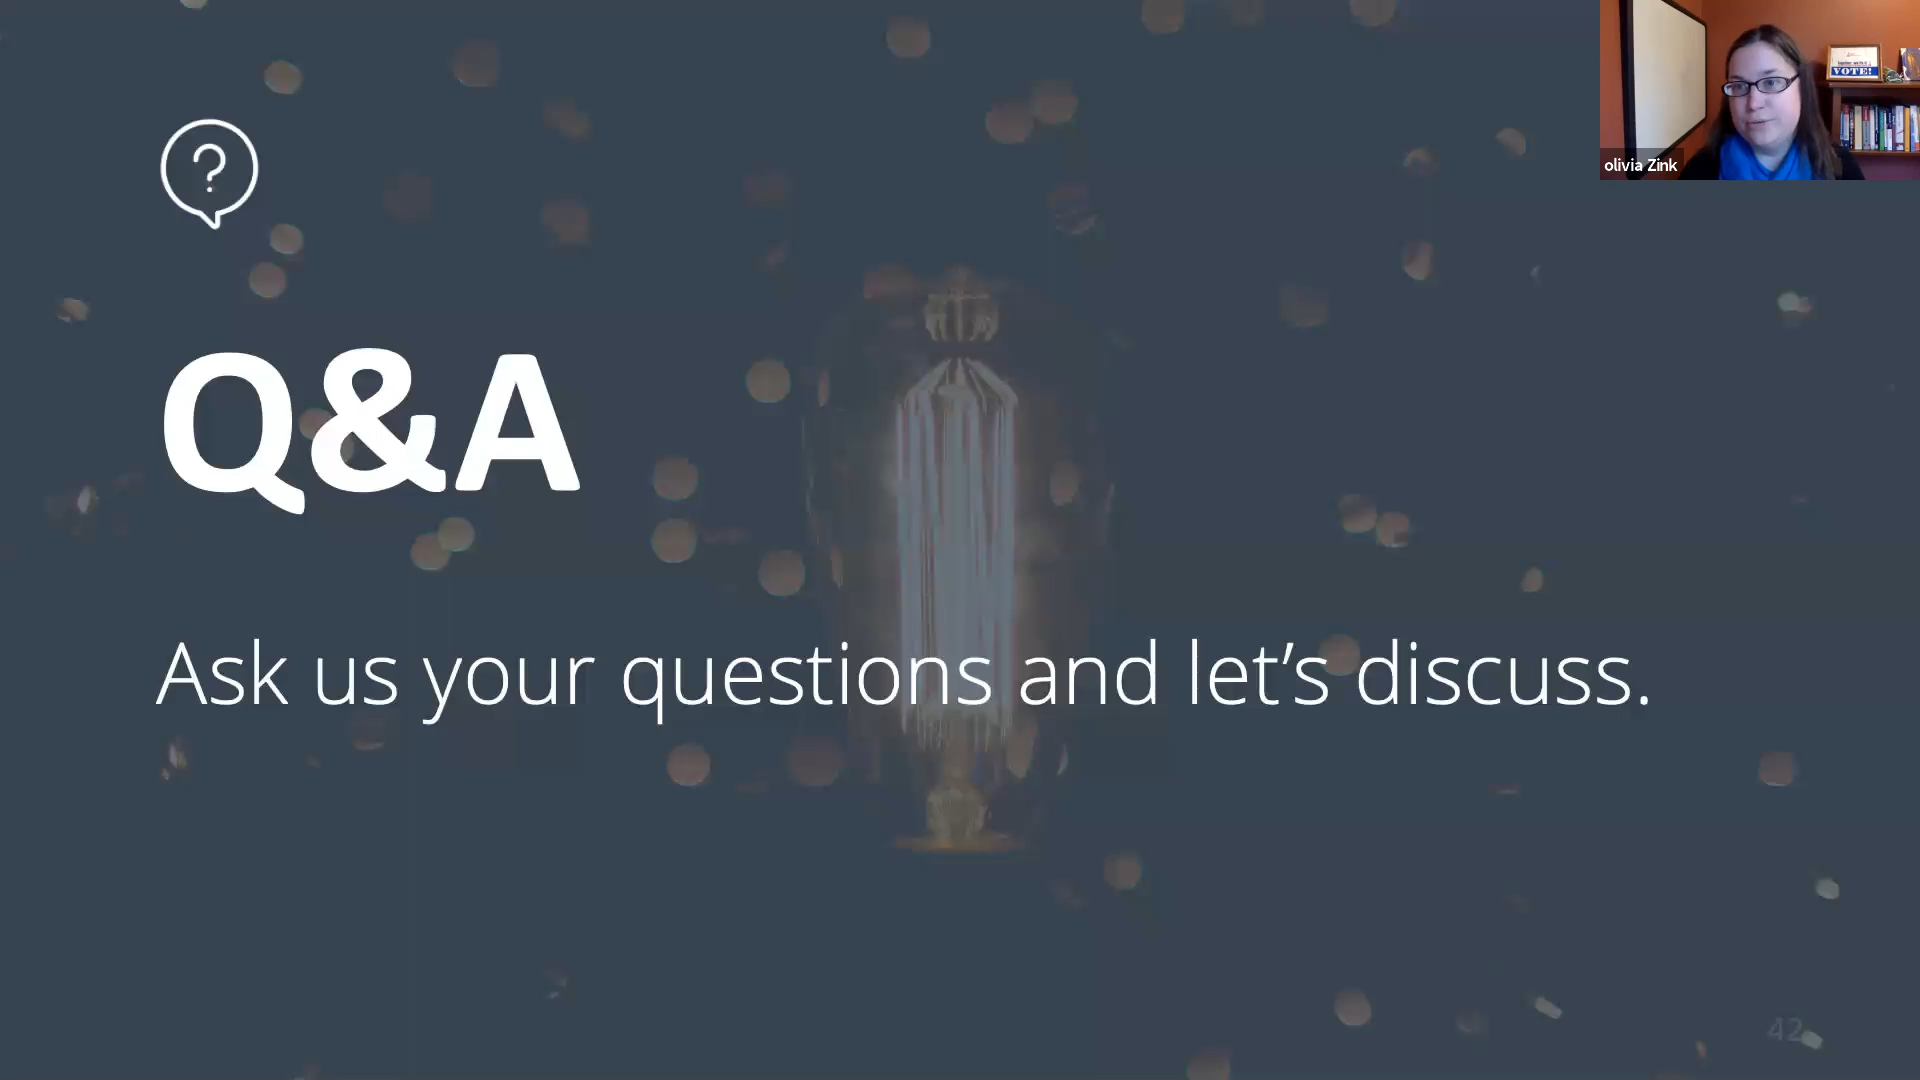 olivia Zink
VOTE!
?
Q&A
Ask us your questions and let’s discuss.
42